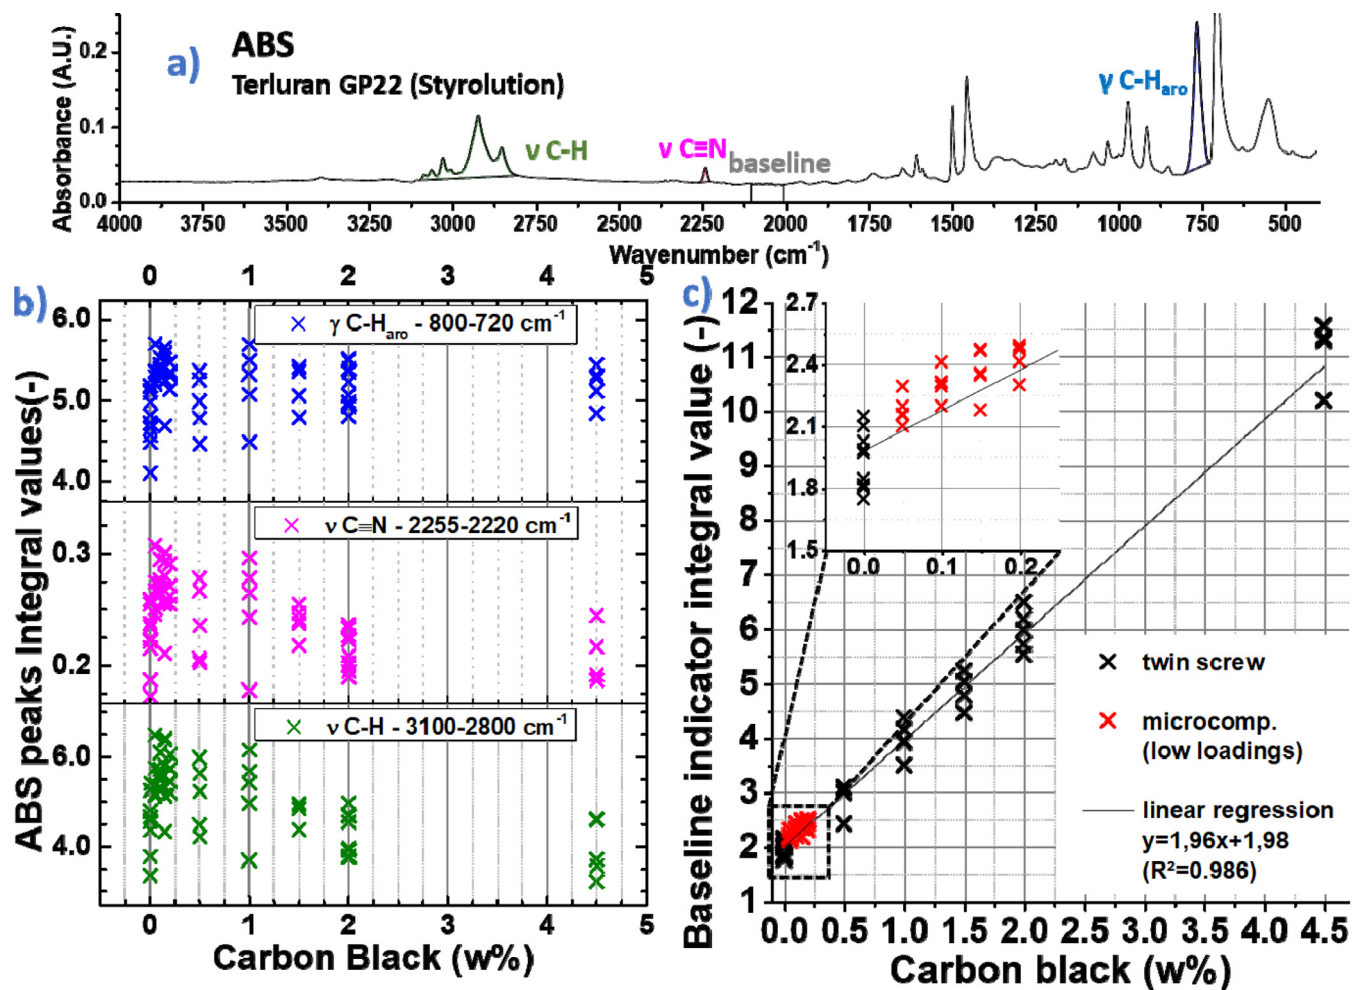 a)
ABS
Terluran GP22 (Styrolution)
Absorbance (A.U.)
0.2
0.1
0.0
ν C-H
ν C≡N
baseline
γ C-Haro
4000 3750 3500 3250 3000 2750 2500 2250 2000 1750 1500 1250 1000 750 500
Wavenumber (cm-1)
b)
0 1 2 3 4 5
ABS peaks Integral values(-)
6.0
5.0
4.0
γ C-Haro - 800-720 cm-1
0.3
0.2
ν C≡N - 2255-2220 cm-1
6.0
4.0
ν C-H - 3100-2800 cm-1
0 1 2 3 4 5
Carbon Black (w%)
c)
Baseline indicator integral value (-)
12
11
10
9
8
7
6
5
4
3
2
1
2.7
2.4
2.1
1.8
1.5
0.0 0.1 0.2
twin screw
microcomp.
(low loadings)
linear regression
y=1,96x+1,98
(R²=0.986)
0.0 0.5 1.0 1.5 2.0 2.5 3.0 3.5 4.0 4.5
Carbon black (w%)